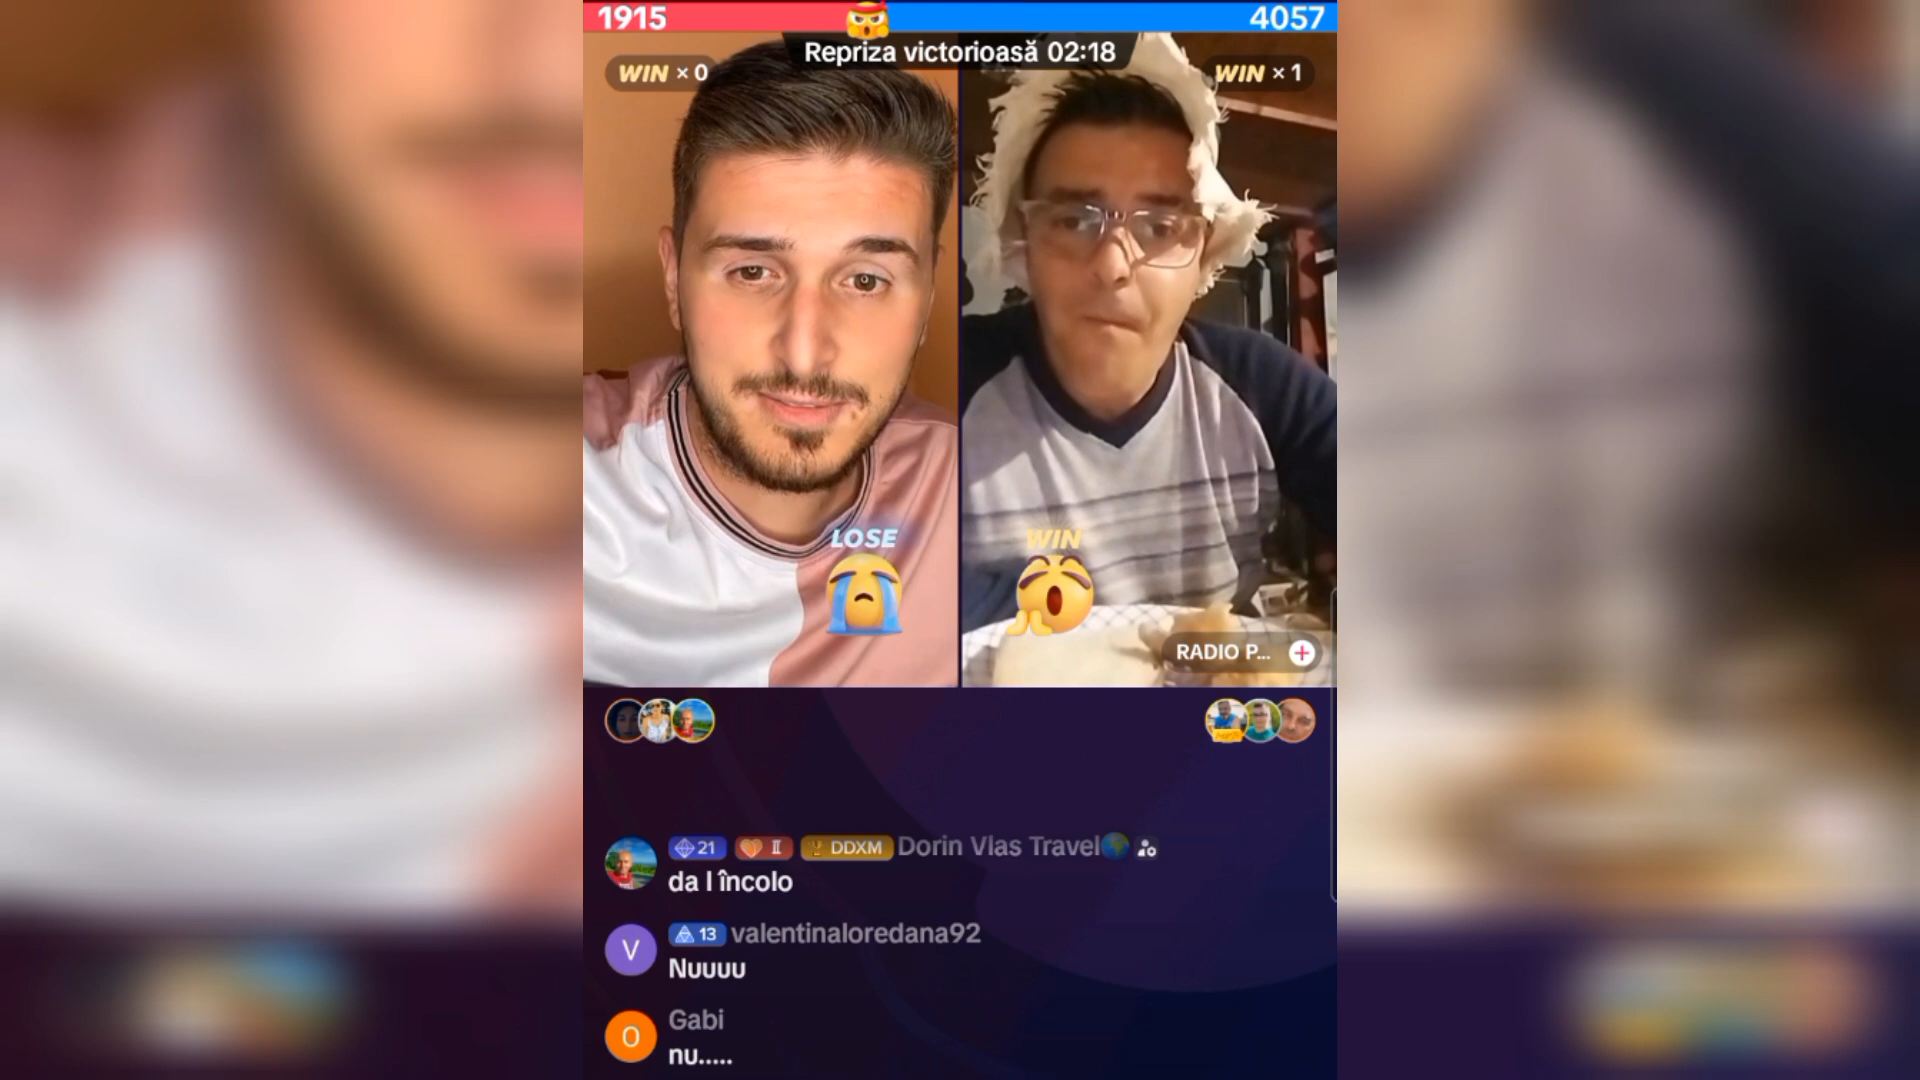 1915
4057
Repriza victorioasă 02:18
WIN × 0
WIN × 1
LOSE
WIN
RADIO P...
21 II DDXM Dorin Vlas Travel
da l încolo
V
13 valentinaloredana92
Nuuuu
O
Gabi
nu.....